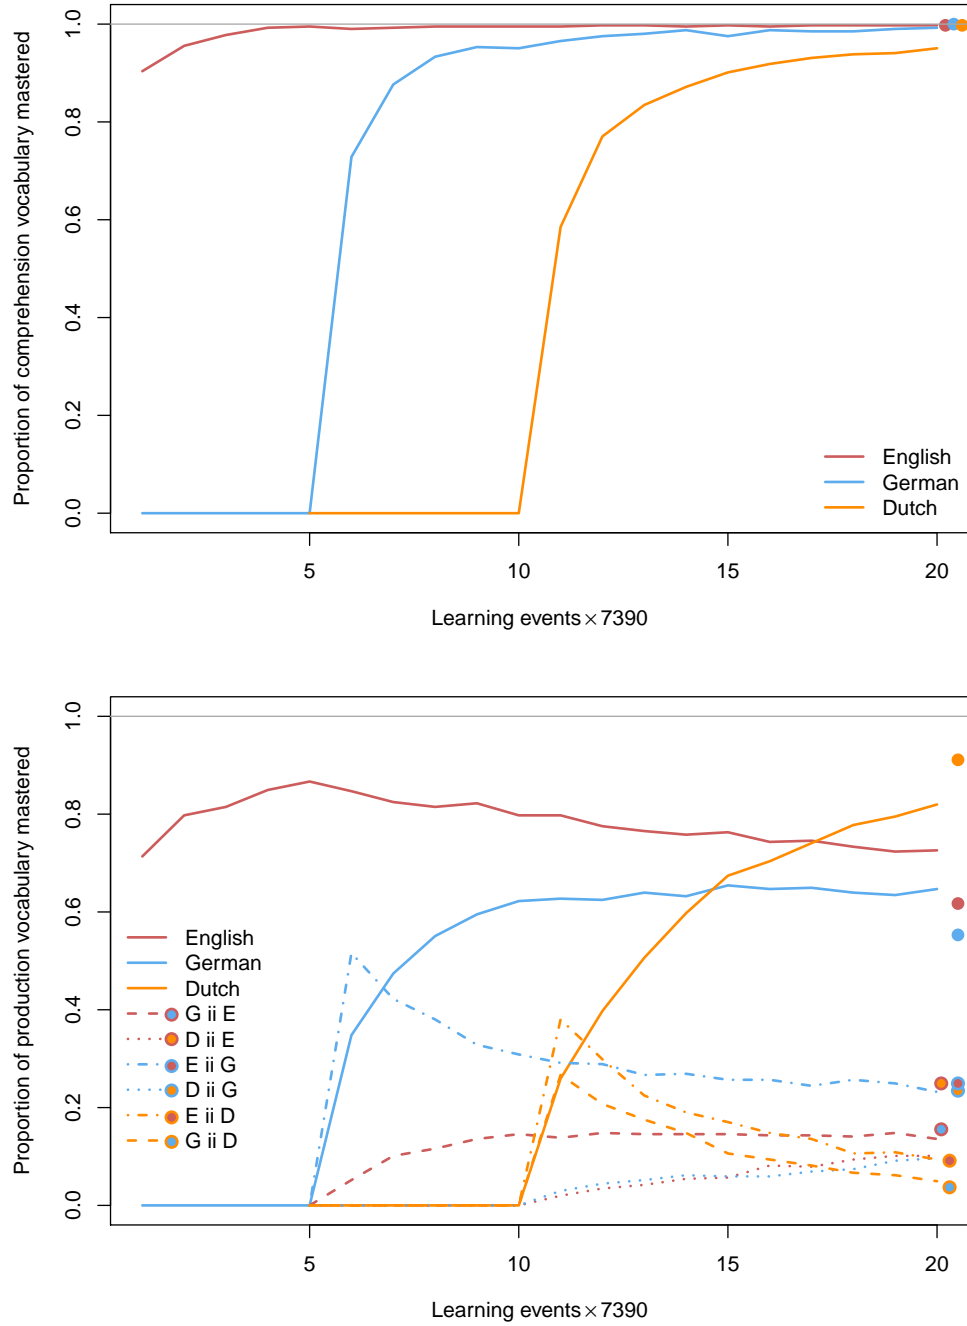 Proportion of comprehension vocabulary mastered
1.0
0.8
0.6
0.4
0.2
0.0
English
German
Dutch
5 10 15 20
Learning events × 7390
Proportion of production vocabulary mastered
1.0
0.8
0.6
0.4
0.2
0.0
English
German
Dutch
G ii E
D ii E
E ii G
D ii G
E ii D
G ii D
5 10 15 20
Learning events × 7390